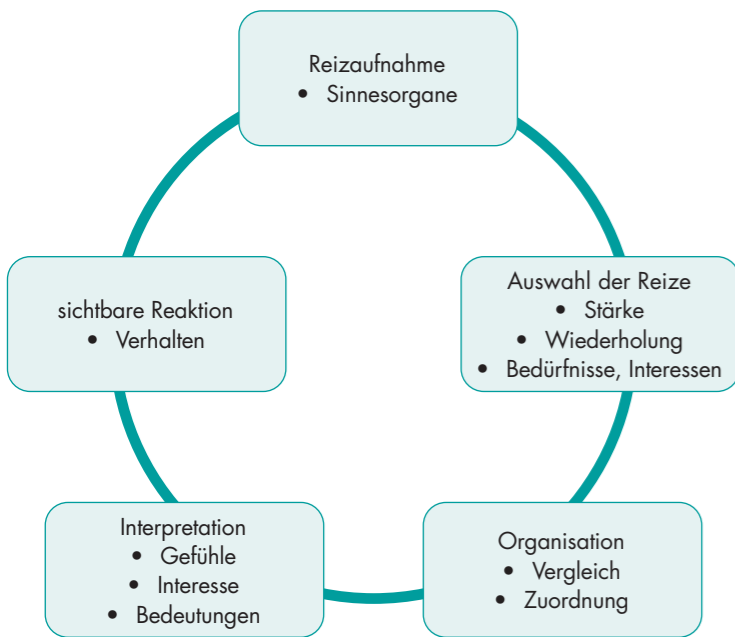 Reizaufnahme
• Sinnesorgane
Auswahl der Reize
• Stärke
• Wiederholung
• Bedürfnisse, Interessen
Organisation
• Vergleich
• Zuordnung
Interpretation
• Gefühle
• Interesse
• Bedeutungen
sichtbare Reaktion
• Verhalten